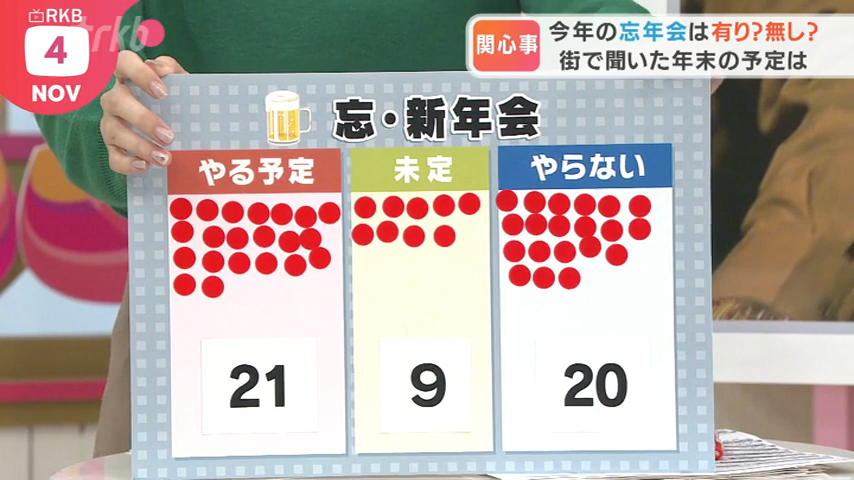 RKB
4
NOV
rkb
関心事
今年の忘年会は有り?無し?
街で聞いた年末の予定は
忘・新年会
やる予定
未定
やらない
21
9
20